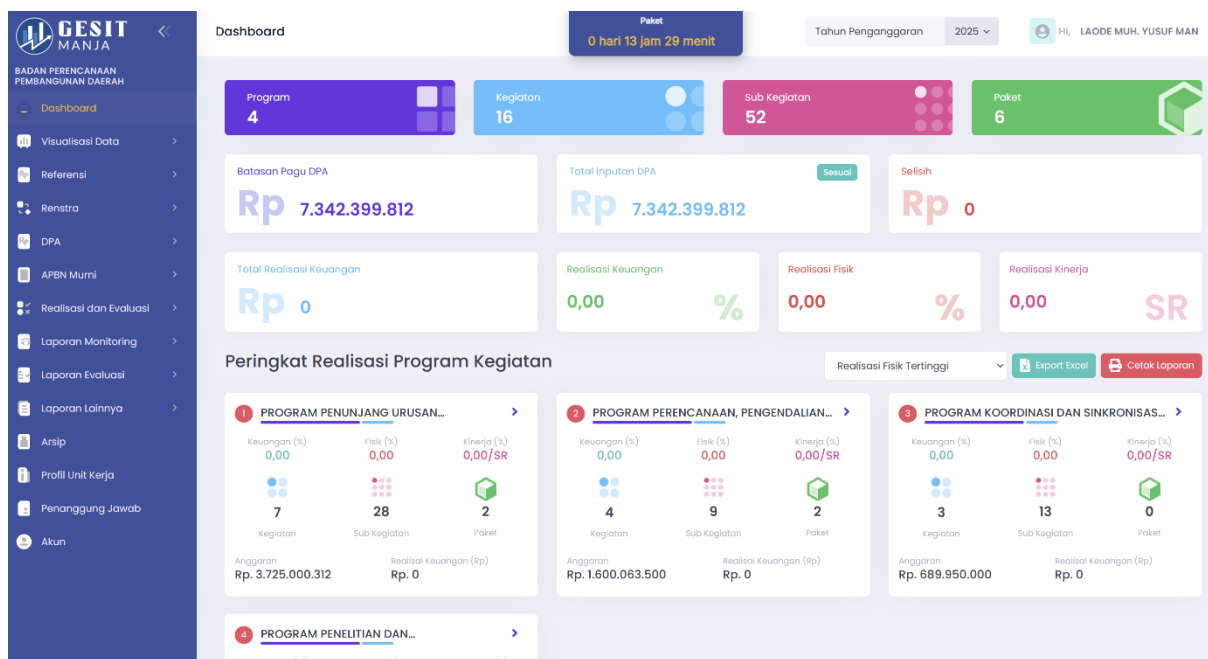 GESIT
MANJA
BADAN PERENCANAAN
PEMBANGUNAN DAERAH
Dashboard
Visualisasi Data
Referensi
Renstra
DPA
APBN Murni
Realisasi dan Evaluasi
Laporan Monitoring
Laporan Evaluasi
Laporan Lainnya
Arsip
Profil Unit Kerja
Penanggung Jawab
Akun
Dashboard
Paket
0 hari 13 jam 29 menit
Tahun Penganggaran 2025
Hi, LAODE MUH. YUSUF MAN
Program
4
Kegiatan
16
Sub Kegiatan
52
Paket
6
Batasan Pagu DPA
Rp 7.342.399.812
Total Inputan DPA
Sesuai
Rp 7.342.399.812
Selisih
Rp 0
Total Realisasi Keuangan
Rp 0
Realisasi Keuangan
0,00 %
Realisasi Fisik
0,00 %
Realisasi Kinerja
0,00 SR
Peringkat Realisasi Program Kegiatan
Realisasi Fisik Tertinggi
Export Excel
Cetak Laporan
1 PROGRAM PENUNJANG URUSAN...
Keuangan (%) Fisik (%) Kinerja (%)
0,00 0,00 0,00/SR
7 28 2
Kegiatan Sub Kegiatan Paket
Anggaran Realisai Keuangan (Rp)
Rp. 3.725.000.312 Rp. 0
2 PROGRAM PERENCANAAN, PENGENDALIAN...
Keuangan (%) Fisik (%) Kinerja (%)
0,00 0,00 0,00/SR
4 9 2
Kegiatan Sub Kegiatan Paket
Anggaran Realisai Keuangan (Rp)
Rp. 1.600.063.500 Rp. 0
3 PROGRAM KOORDINASI DAN SINKRONISAS...
Keuangan (%) Fisik (%) Kinerja (%)
0,00 0,00 0,00/SR
3 13 0
Kegiatan Sub Kegiatan Paket
Anggaran Realisai Keuangan (Rp)
Rp. 689.950.000 Rp. 0
4 PROGRAM PENELITIAN DAN...